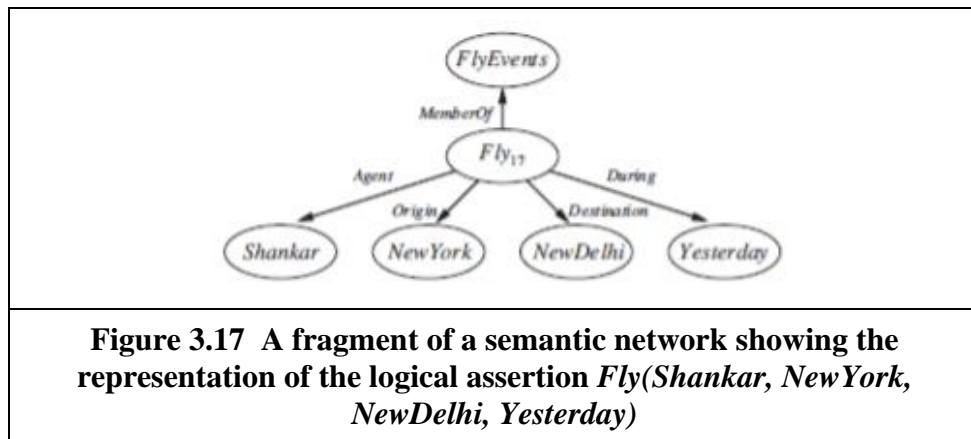 FlyEvents
MemberOf
Fly₁₇
Agent
During
Origin
Destination
Shankar
NewYork
NewDelhi
Yesterday
Figure 3.17 A fragment of a semantic network showing the
representation of the logical assertion Fly(Shankar, NewYork,
NewDelhi, Yesterday)